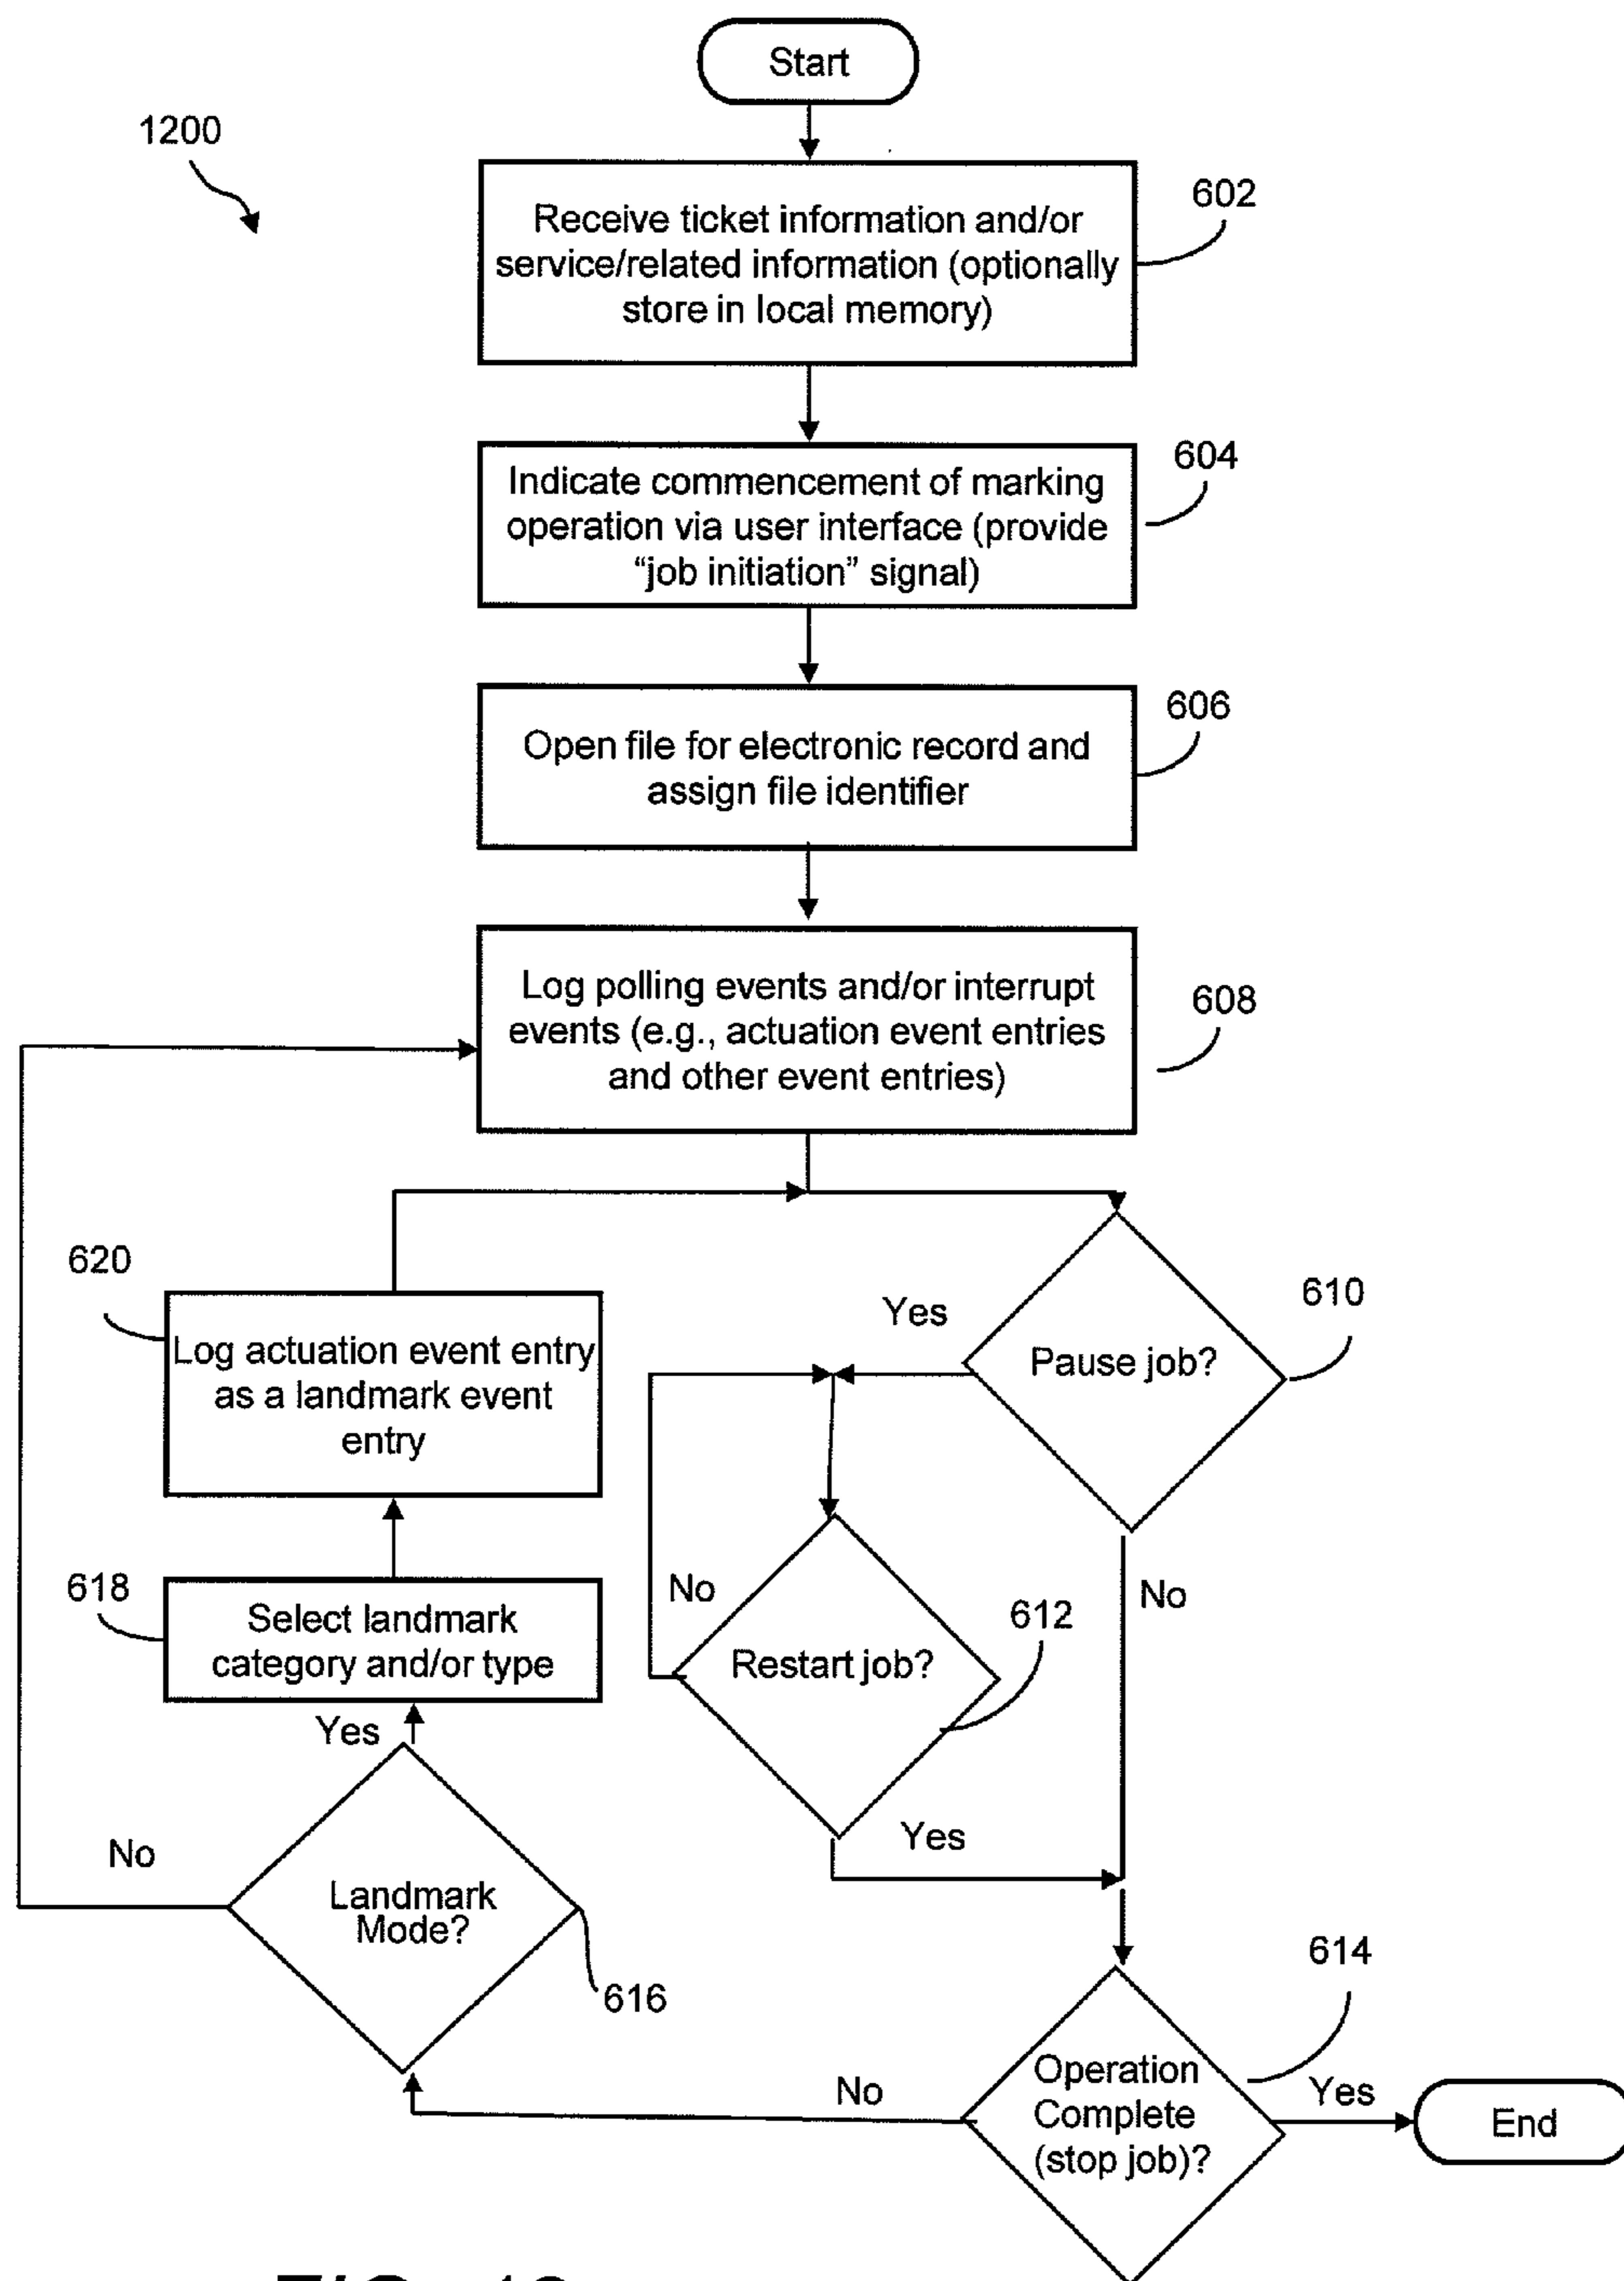 Start
1200
602
Receive ticket information and/or
service/related information (optionally
store in local memory)
604
Indicate commencement of marking
operation via user interface (provide
“job initiation” signal)
606
Open file for electronic record and
assign file identifier
608
Log polling events and/or interrupt
events (e.g., actuation event entries
and other event entries)
620
Log actuation event entry
as a landmark event
entry
610
Yes
Pause job?
No
618
Select landmark
category and/or type
No
612
Restart job?
Yes
Yes
No
Landmark
Mode?
616
614
Operation
Complete
(stop job)?
No
Yes
End